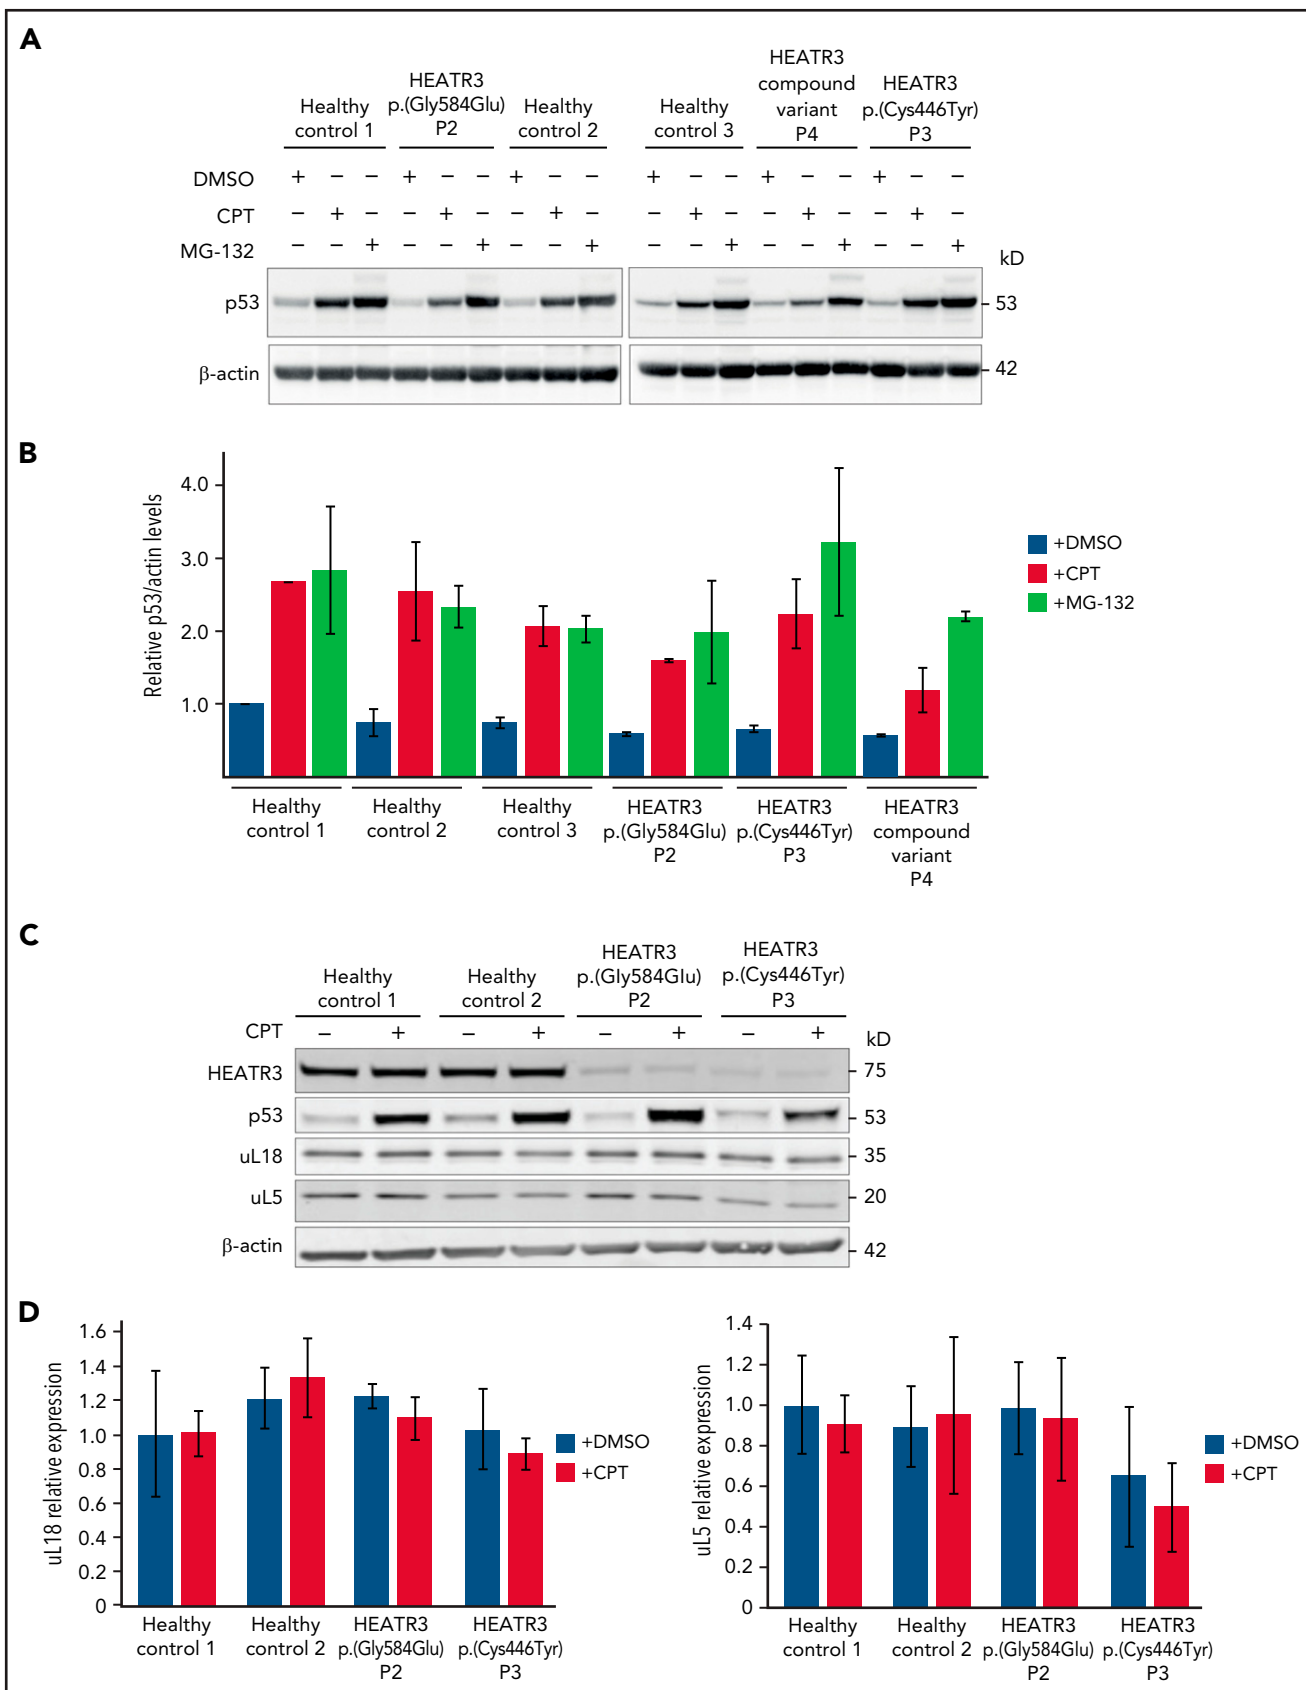 A
Healthy
control 1
HEATR3
p.(Gly584Glu)
P2
Healthy
control 2
Healthy
control 3
HEATR3
compound
variant
P4
HEATR3
p.(Cys446Tyr)
P3
DMSO + – – + – – + – – + – – + – – + – –
CPT – + – – + – – + – – + – – + – – + –
MG-132 – – + – – + – – + – – + – – + – – +
kD
p53
53
β-actin
42
B
Relative p53/actin levels
4.0
3.0
2.0
1.0
+DMSO
+CPT
+MG-132
Healthy
control 1
Healthy
control 2
Healthy
control 3
HEATR3
p.(Gly584Glu)
P2
HEATR3
p.(Cys446Tyr)
P3
HEATR3
compound
variant
P4
C
Healthy
control 1
Healthy
control 2
HEATR3
p.(Gly584Glu)
P2
HEATR3
p.(Cys446Tyr)
P3
CPT – + – + – + – +
kD
HEATR3
75
p53
53
uL18
35
uL5
20
β-actin
42
D
uL18 relative expression
1.6
1.4
1.2
1.0
0.8
0.6
0.4
0.2
0
+DMSO
+CPT
Healthy
control 1
Healthy
control 2
HEATR3
p.(Gly584Glu)
P2
HEATR3
p.(Cys446Tyr)
P3
uL5 relative expression
1.4
1.2
1.0
0.8
0.6
0.4
0.2
0
+DMSO
+CPT
Healthy
control 1
Healthy
control 2
HEATR3
p.(Gly584Glu)
P2
HEATR3
p.(Cys446Tyr)
P3